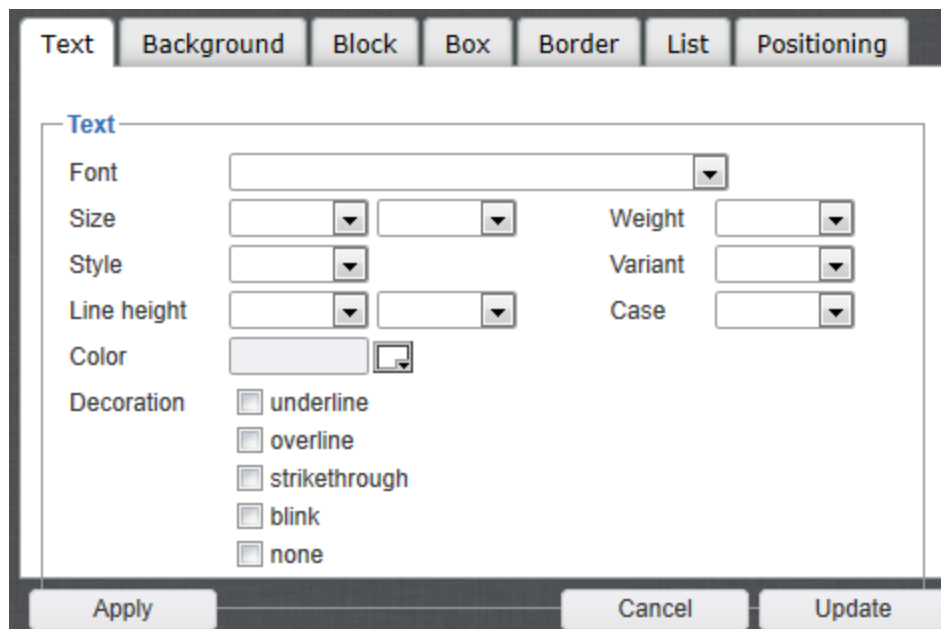 Text Background Block Box Border List Positioning
Text
Font
Size Weight
Style Variant
Line height Case
Color
Decoration underline
overline
strikethrough
blink
none
Apply Cancel Update